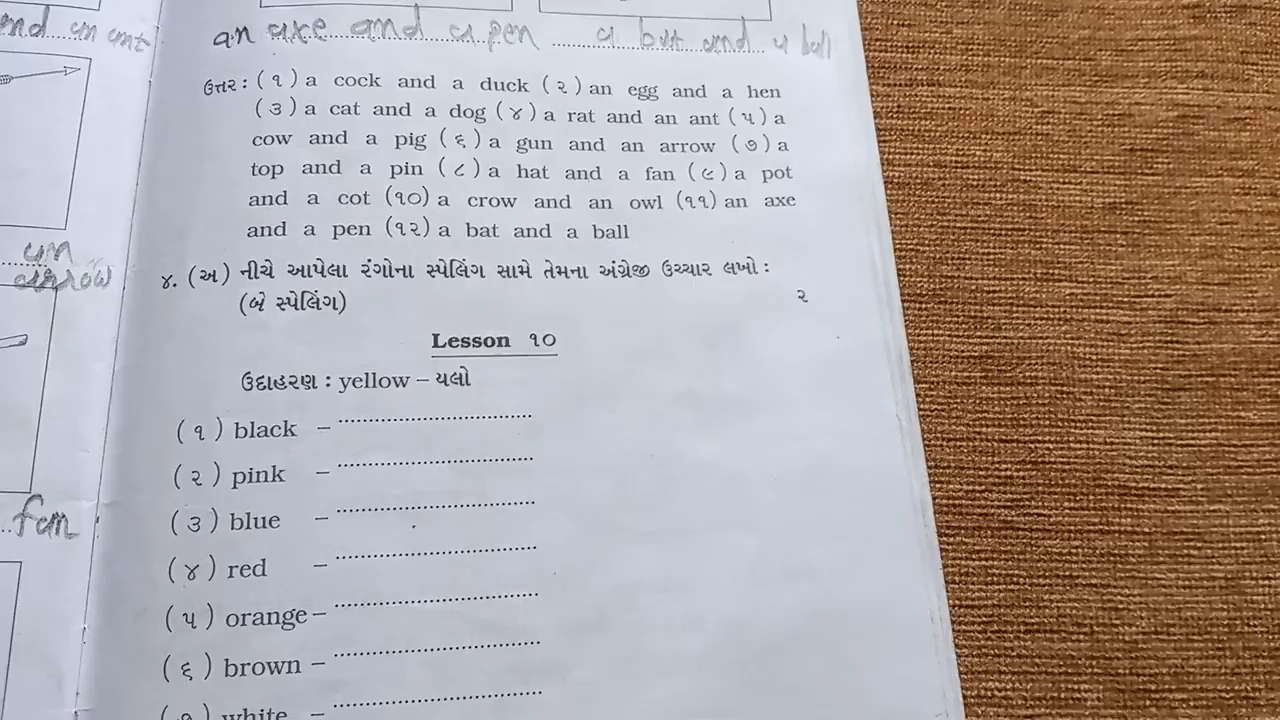 and an ant
an axe and a pen a bat and a ball
ઉત્તર : (૧) a cock and a duck (૨) an egg and a hen
(૩) a cat and a dog (૪) a rat and an ant (૫) a
cow and a pig (૬) a gun and an arrow (૭) a
top and a pin (૮) a hat and a fan (૯) a pot
and a cot (૧૦) a crow and an owl (૧૧) an axe
and a pen (૧૨) a bat and a ball
an
arrow
૪. (અ) નીચે આપેલા રંગોના સ્પેલિંગ સામે તેમના અંગ્રેજી ઉચ્ચાર લખો :
(બે સ્પેલિંગ) ૨
Lesson ૧૦
ઉદાહરણ : yellow – યલો
(૧) black –
(૨) pink –
(૩) blue –
fan
(૪) red –
(૫) orange –
(૬) brown –
(૭) white –